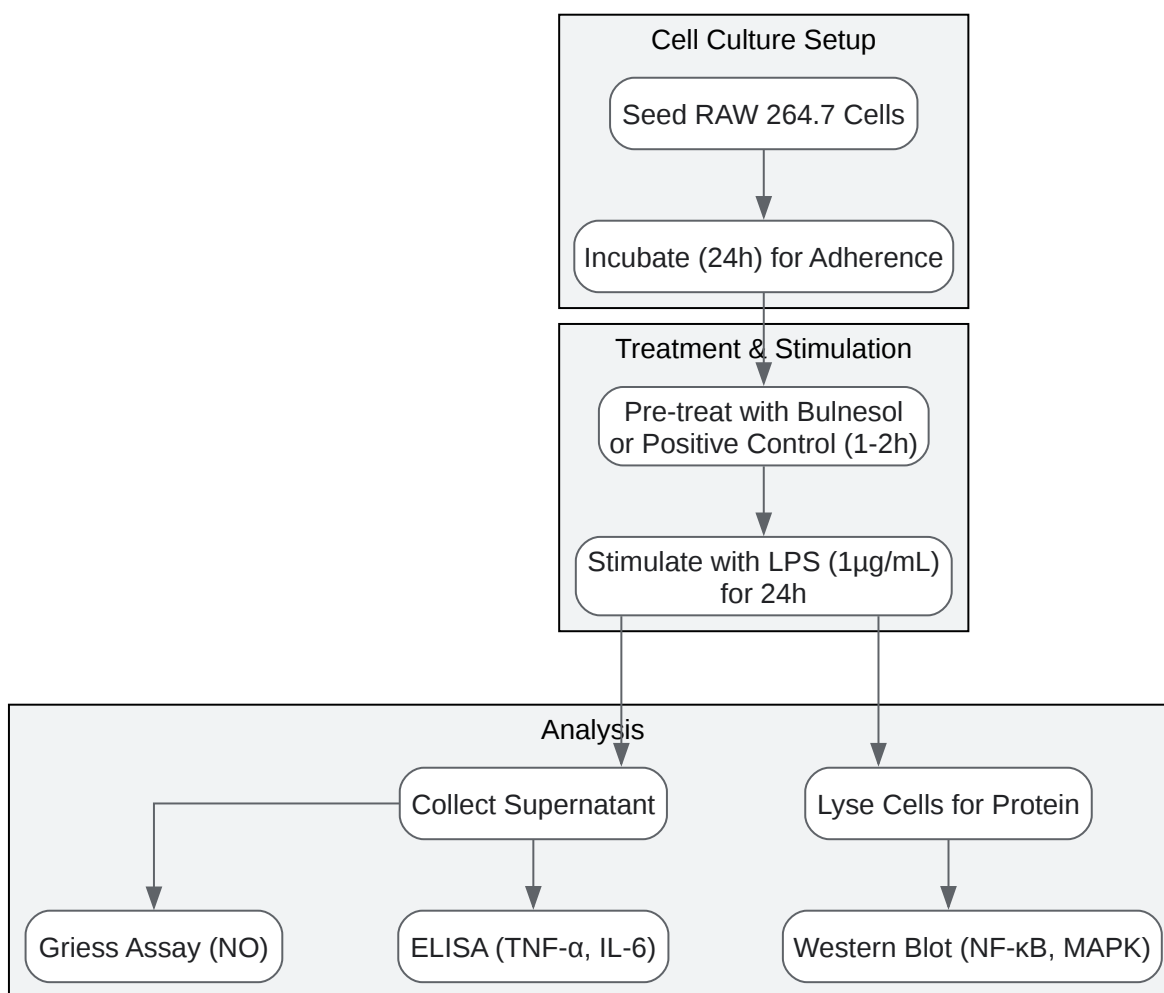 Cell Culture Setup
Seed RAW 264.7 Cells
Incubate (24h) for Adherence
Treatment & Stimulation
Pre-treat with Bulnesol
or Positive Control (1-2h)
Stimulate with LPS (1µg/mL)
for 24h
Analysis
Collect Supernatant
Lyse Cells for Protein
Griess Assay (NO)
ELISA (TNF-α, IL-6)
Western Blot (NF-κB, MAPK)